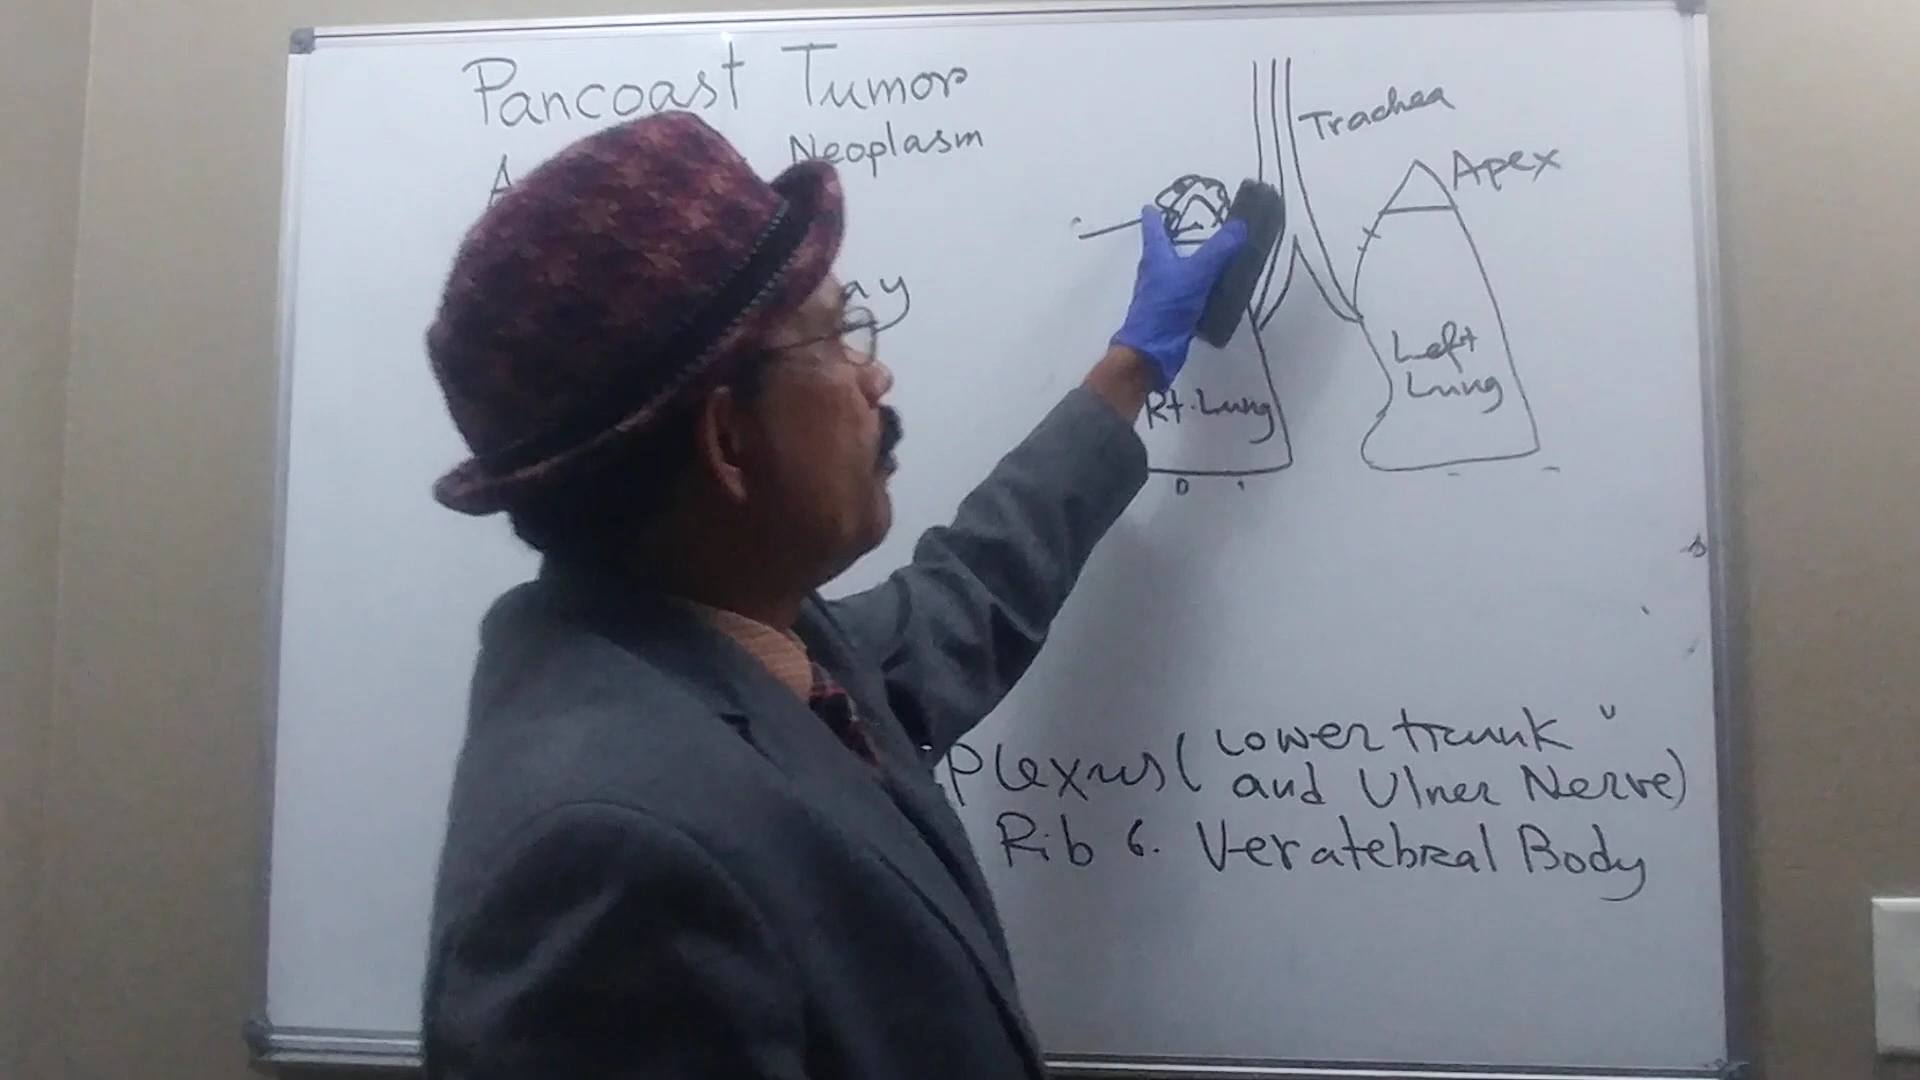 Pancoast Tumor
Neoplasm
ay
Trachea
Apex
Rt. Lung
Left
Lung
Plexus ( Lower trunk "
and Ulner Nerve)
Rib 6. Veratebral Body